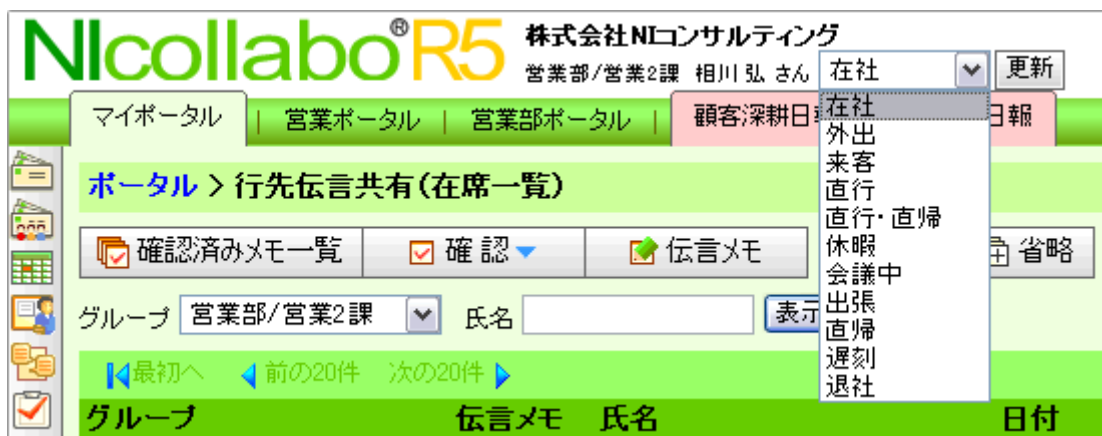 NIcollabo®R5
株式会社NIコンサルティング
営業部/営業2課 相川 弘 さん 在社 更新
マイポータル | 営業ポータル | 営業部ポータル | 顧客深耕日 日報
在社
外出
来客
直行
直行・直帰
休暇
会議中
出張
直帰
遅刻
退社
ポータル > 行先伝言共有(在席一覧)
確認済みメモ一覧 確 認 伝言メモ 省略
グループ 営業部/営業2課 氏名 表示
最初へ 前の20件 次の20件
グループ 伝言メモ 氏名 日付